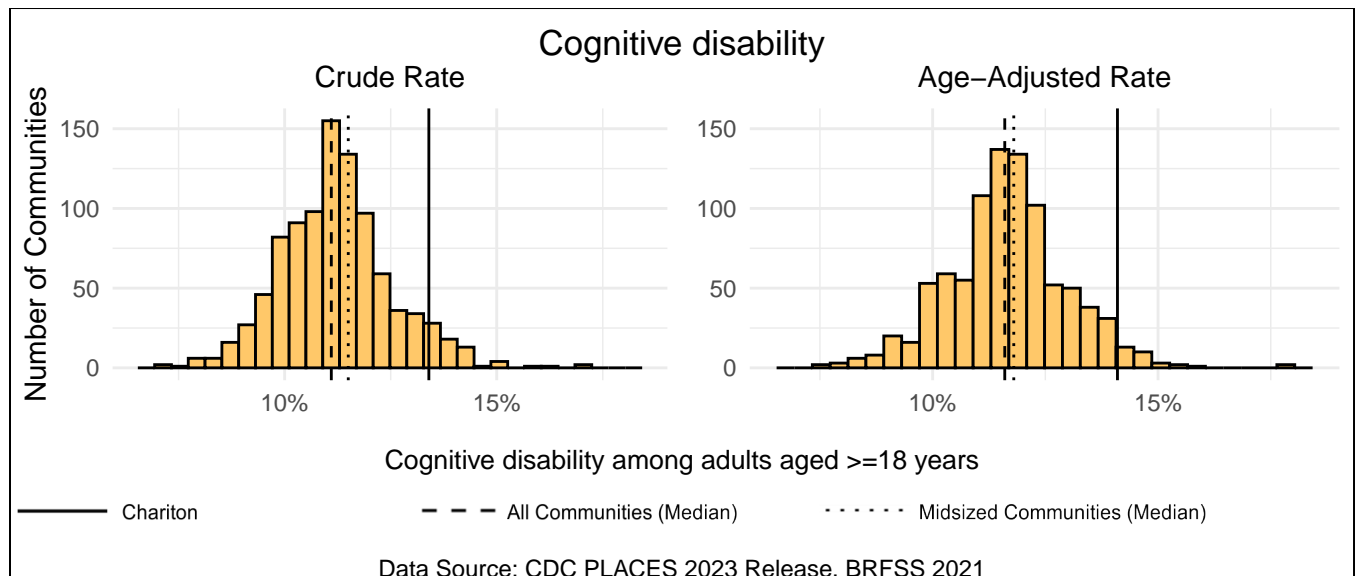 Cognitive disability
Crude Rate
Age−Adjusted Rate
Number of Communities
150
100
50
0
10%
15%
150
100
50
0
10%
15%
Cognitive disability among adults aged >=18 years
Chariton
All Communities (Median)
Midsized Communities (Median)
Data Source: CDC PLACES 2023 Release, BRFSS 2021